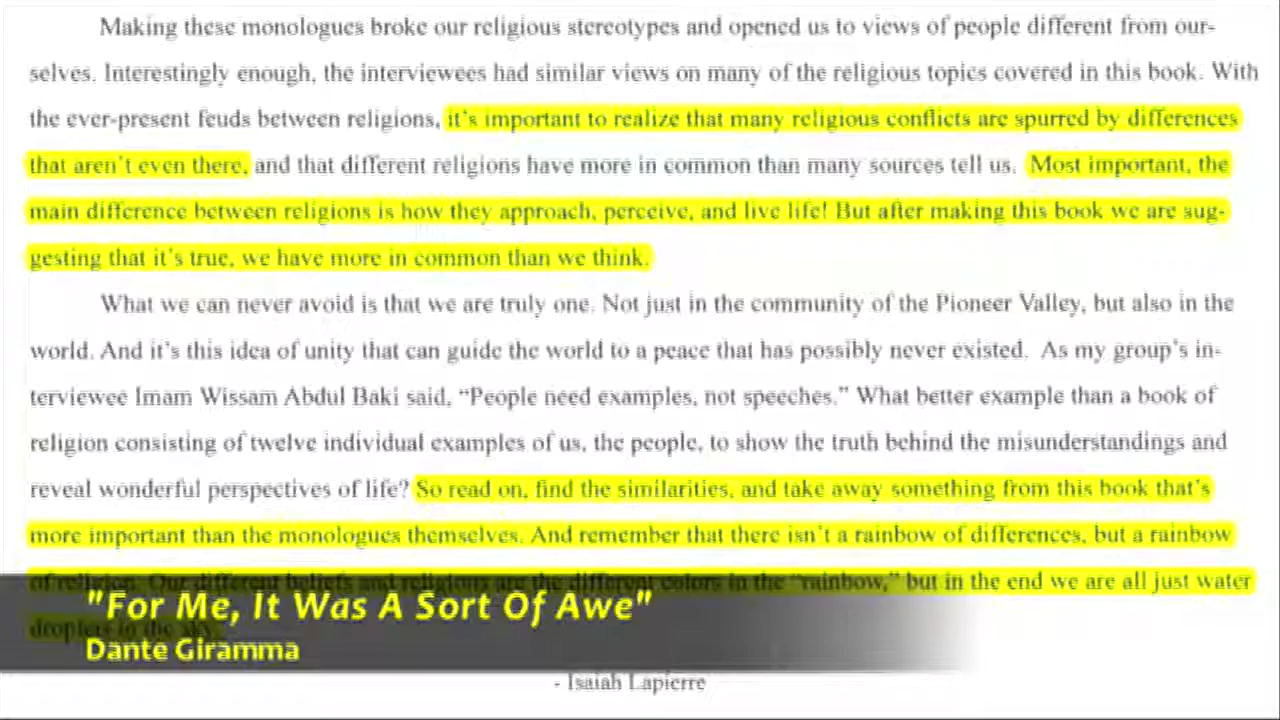 Making these monologues broke our religious stereotypes and opened us to views of people different from our-
selves. Interestingly enough, the interviewees had similar views on many of the religious topics covered in this book. With
the ever-present feuds between religions, it's important to realize that many religious conflicts are spurred by differences
that aren't even there, and that different religions have more in common than many sources tell us. Most important, the
main difference between religions is how they approach, perceive, and live life! But after making this book we are sug-
gesting that it's true, we have more in common than we think.
What we can never avoid is that we are truly one. Not just in the community of the Pioneer Valley, but also in the
world. And it's this idea of unity that can guide the world to a peace that has possibly never existed. As my group's in-
terviewee Imam Wissam Abdul Baki said, “People need examples, not speeches.” What better example than a book of
religion consisting of twelve individual examples of us, the people, to show the truth behind the misunderstandings and
reveal wonderful perspectives of life? So read on, find the similarities, and take away something from this book that's
more important than the monologues themselves. And remember that there isn't a rainbow of differences, but a rainbow
of religion. Our different beliefs and religions are the different colors in the “rainbow,” but in the end we are all just water
droplets in the sky.
"For Me, It Was A Sort Of Awe"
Dante Giramma
- Isaiah Lapierre